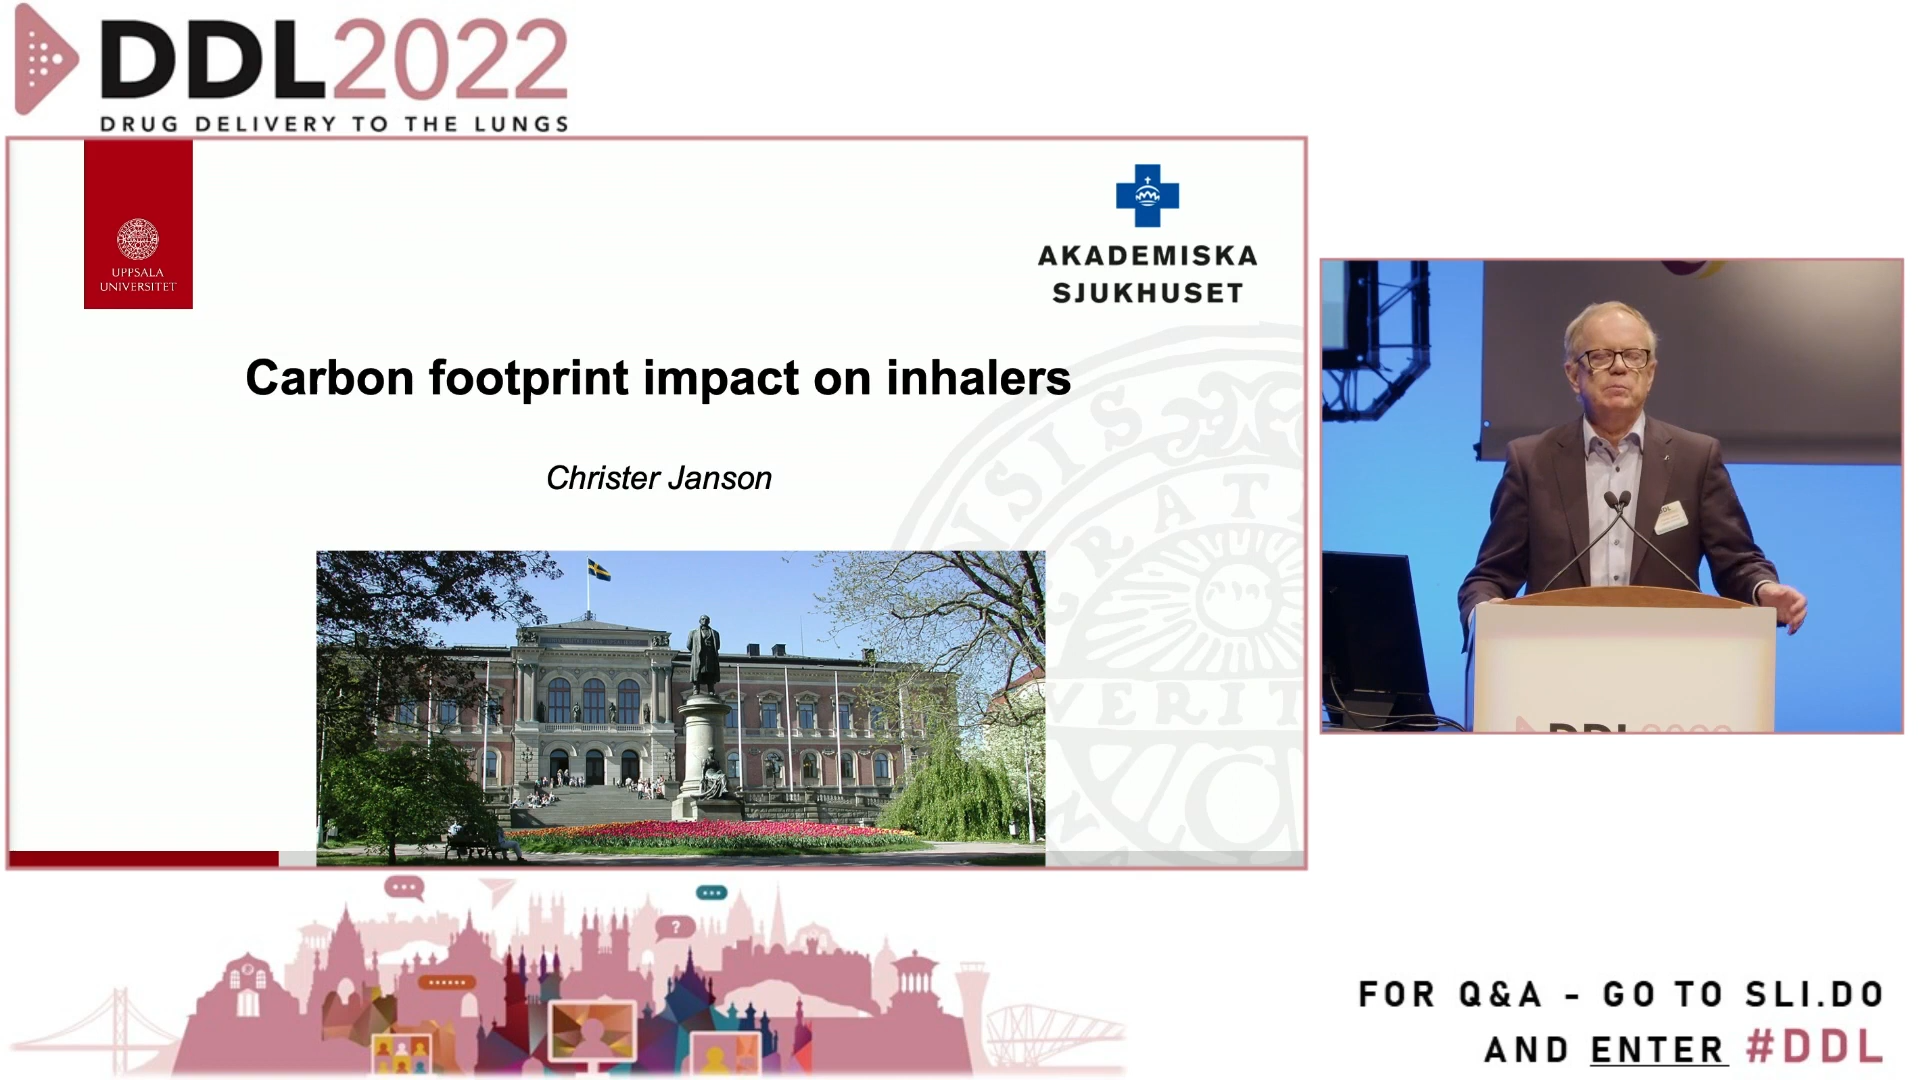 DDL2022
DRUG DELIVERY TO THE LUNGS
UPPSALA
UNIVERSITET
AKADEMISKA
SJUKHUSET
Carbon footprint impact on inhalers
Christer Janson
DDL2022
?
FOR Q&A - GO TO SLI.DO
AND ENTER #DDL